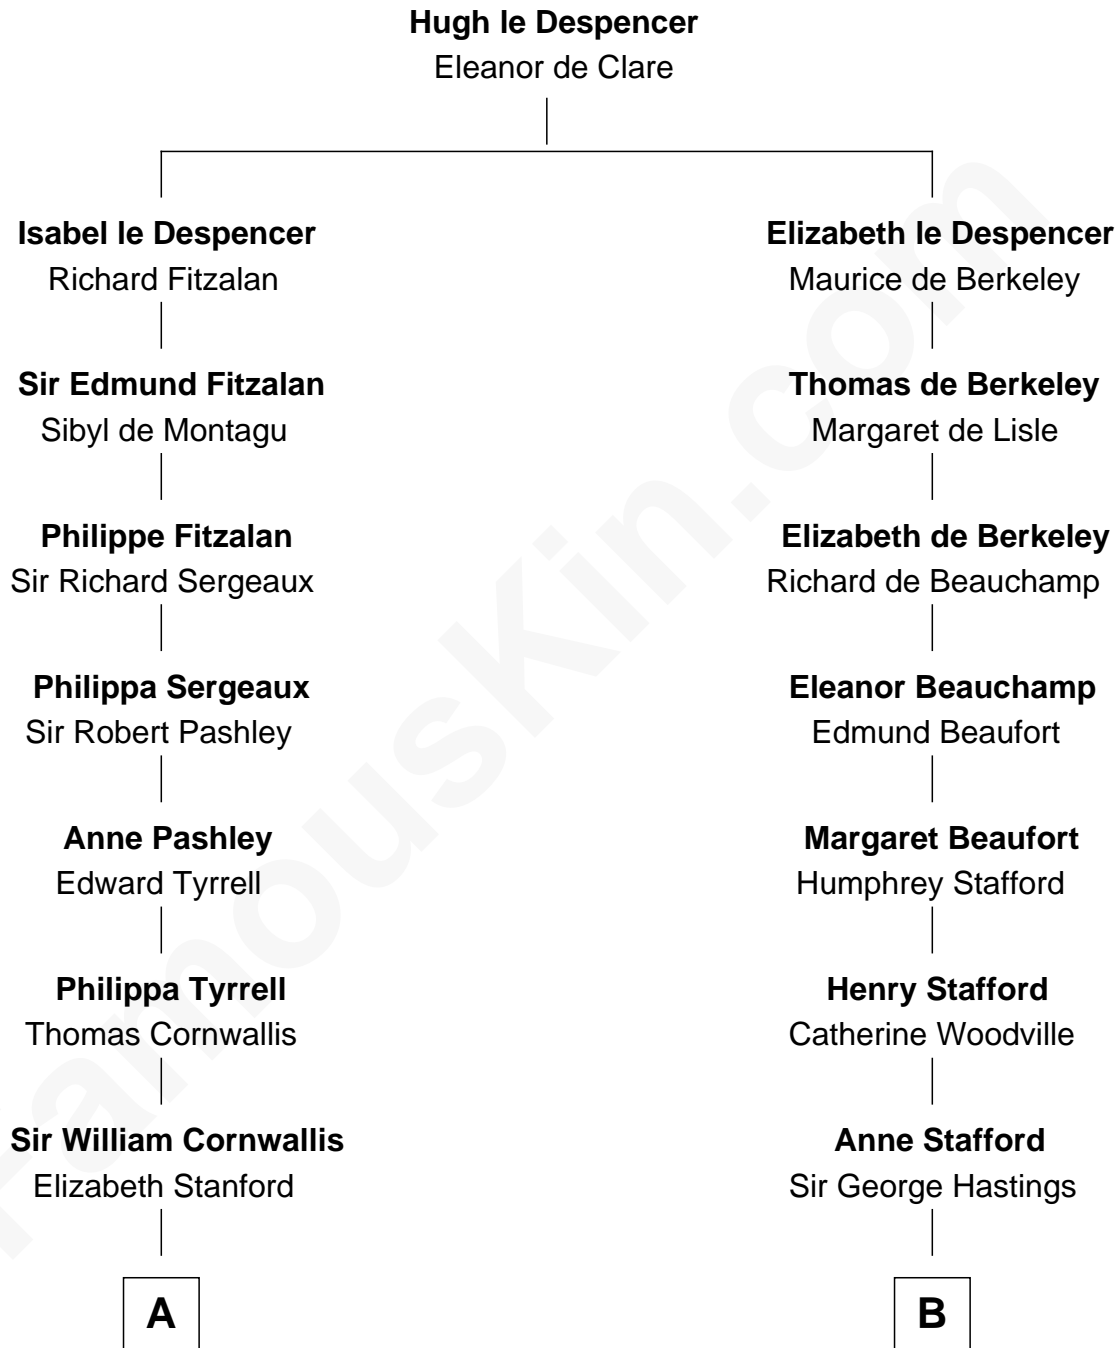 Hugh le Despencer
Eleanor de Clare
Isabel le Despencer
Richard Fitzalan
Elizabeth le Despencer
Maurice de Berkeley
Sir Edmund Fitzalan
Sibyl de Montagu
Thomas de Berkeley
Margaret de Lisle
Philippe Fitzalan
Sir Richard Sergeaux
Elizabeth de Berkeley
Richard de Beauchamp
Philippa Sergeaux
Sir Robert Pashley
Eleanor Beauchamp
Edmund Beaufort
Anne Pashley
Edward Tyrrell
Margaret Beaufort
Humphrey Stafford
Philippa Tyrrell
Thomas Cornwallis
Henry Stafford
Catherine Woodville
Sir William Cornwallis
Elizabeth Stanford
Anne Stafford
Sir George Hastings
A
B
FamousKin.com